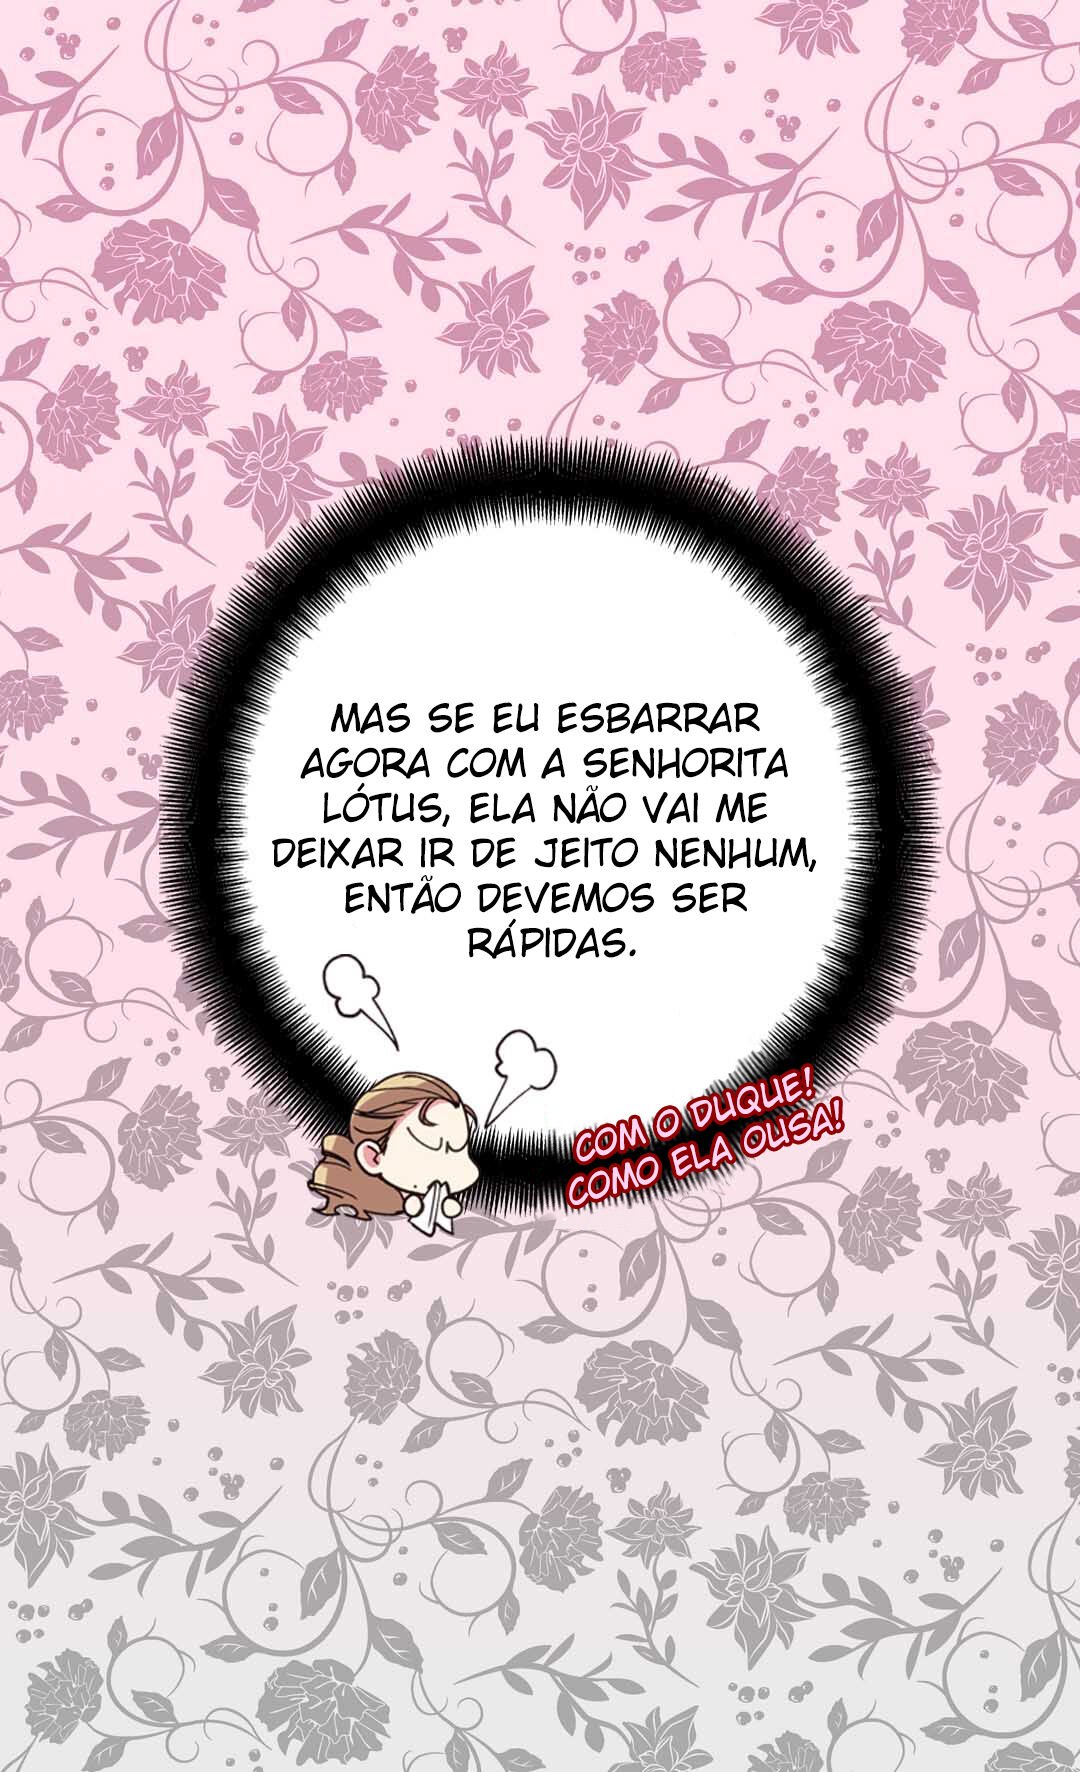 MAS SE EU ESBARRAR
AGORA COM A SENHORITA
LÓTUS, ELA NÃO VAI ME
DEIXAR IR DE JEITO NENHUM,
ENTÃO DEVEMOS SER
RÁPIDAS.
COM O DUQUE!
COMO ELA OUSA!